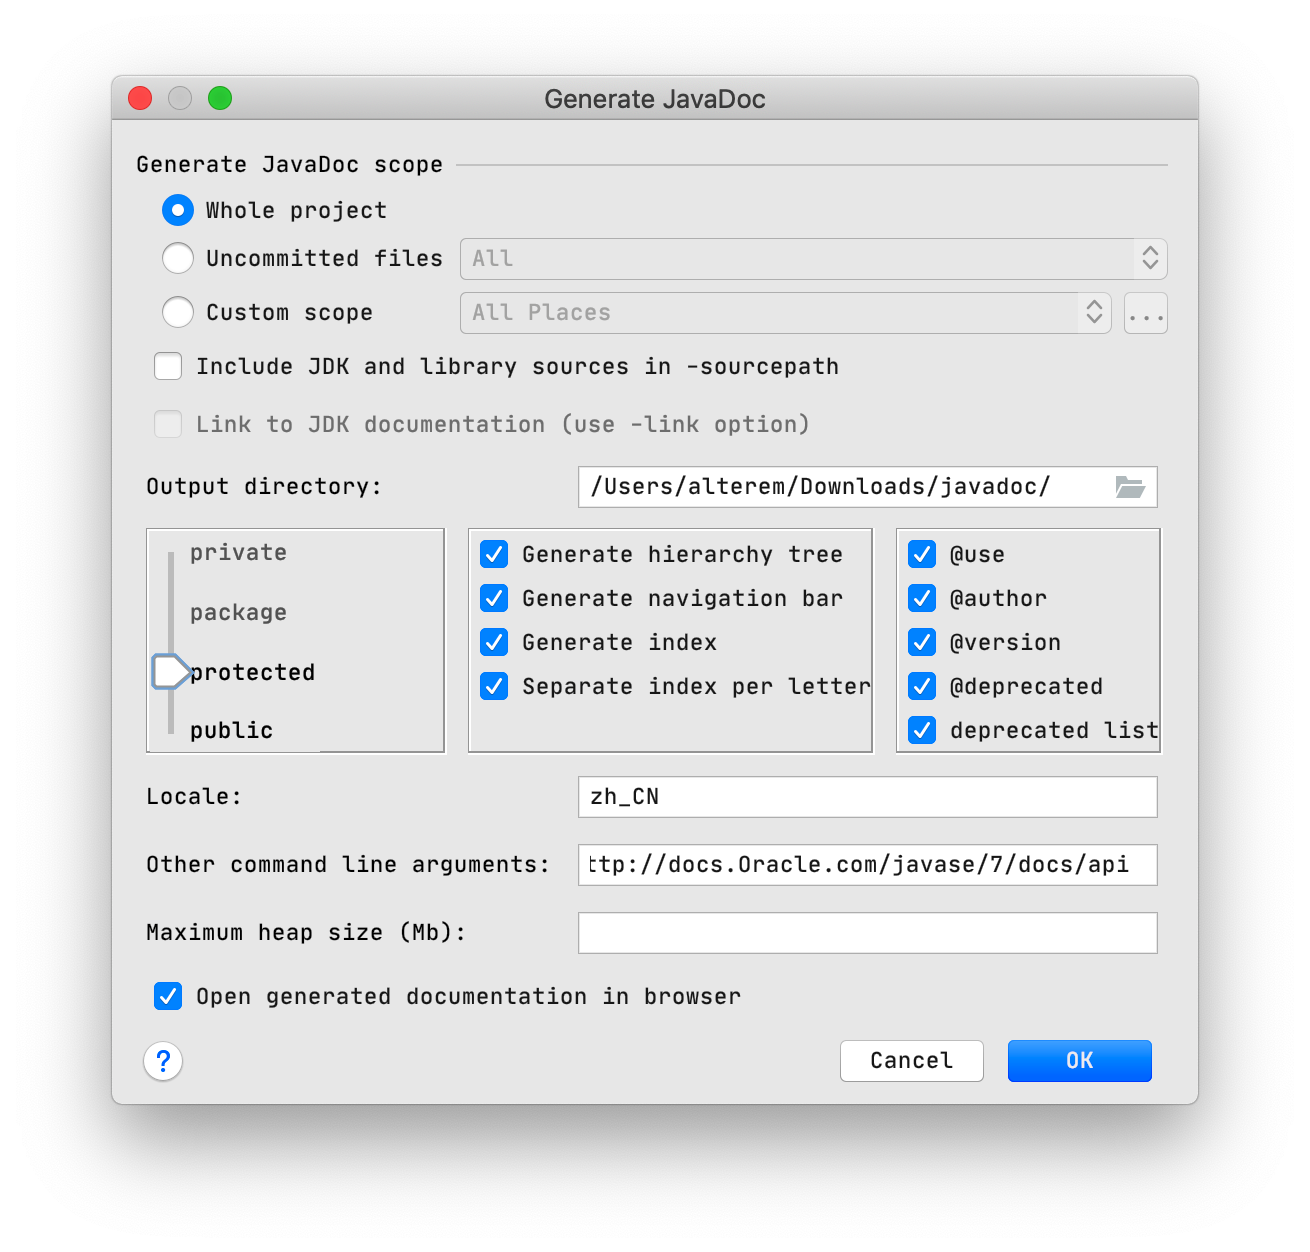 Generate JavaDoc
Generate JavaDoc scope
Whole project
Uncommitted files All
Custom scope All Places ...
Include JDK and library sources in -sourcepath
Link to JDK documentation (use -link option)
Output directory: /Users/alterem/Downloads/javadoc/
private
package
protected
public
Generate hierarchy tree
Generate navigation bar
Generate index
Separate index per letter
@use
@author
@version
@deprecated
deprecated list
Locale: zh_CN
Other command line arguments: ttp://docs.Oracle.com/javase/7/docs/api
Maximum heap size (Mb):
Open generated documentation in browser
? Cancel OK